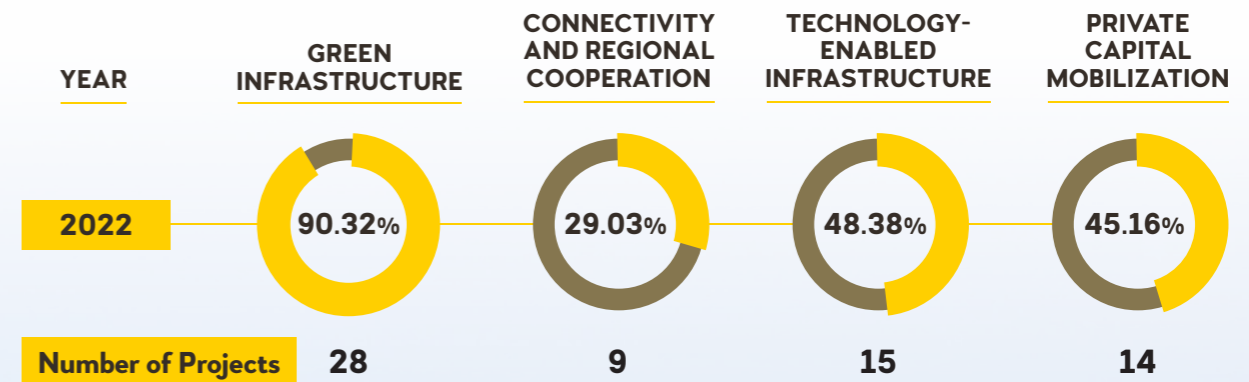 YEAR
GREEN
INFRASTRUCTURE
CONNECTIVITY
AND REGIONAL
COOPERATION
TECHNOLOGY-
ENABLED
INFRASTRUCTURE
PRIVATE
CAPITAL
MOBILIZATION
2022
90.32%
29.03%
48.38%
45.16%
Number of Projects
28
9
15
14